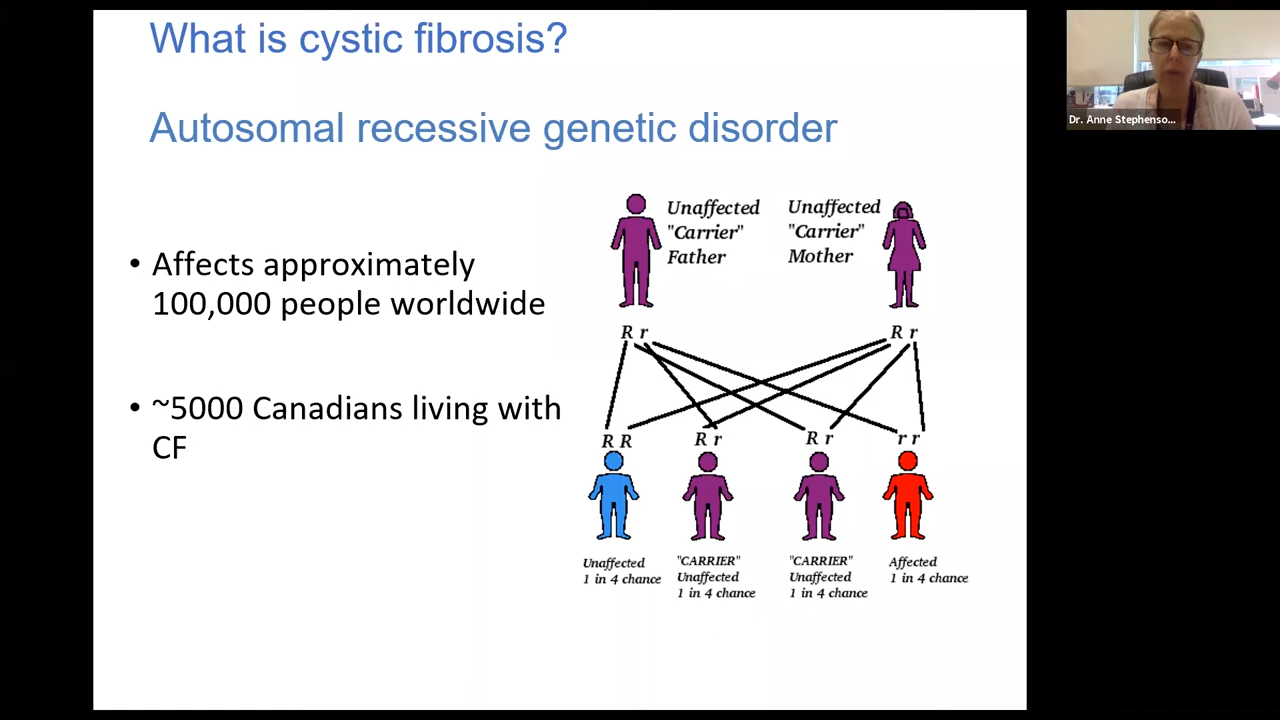 What is cystic fibrosis?
Autosomal recessive genetic disorder
• Affects approximately
100,000 people worldwide
• ~5000 Canadians living with
CF
Unaffected
"Carrier"
Father
Unaffected
"Carrier"
Mother
R r
R r
R R
R r
R r
r r
Unaffected
1 in 4 chance
"CARRIER"
Unaffected
1 in 4 chance
"CARRIER"
Unaffected
1 in 4 chance
Affected
1 in 4 chance
Dr. Anne Stephenso...